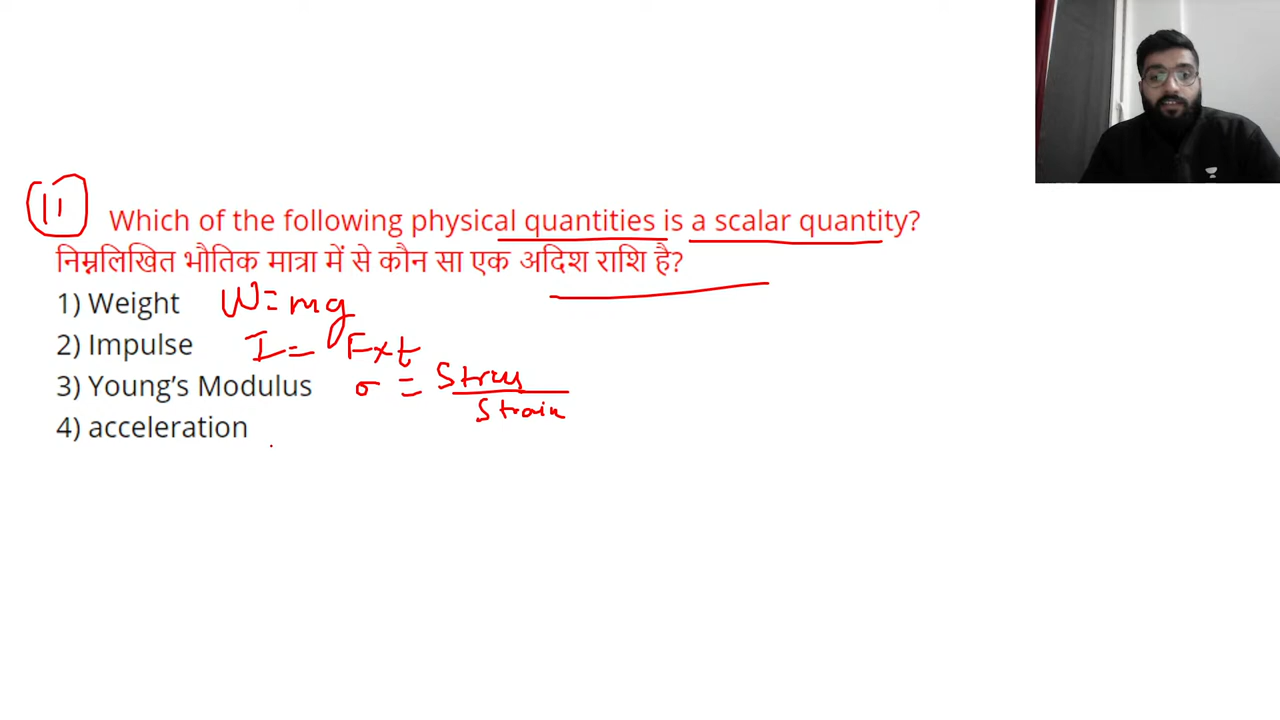 11 Which of the following physical quantities is a scalar quantity?
निम्नलिखित भौतिक मात्रा में से कौन सा एक अदिश राशि है?
1) Weight W=mg
2) Impulse I= F×t
3) Young's Modulus σ = Stress
Strain
4) acceleration